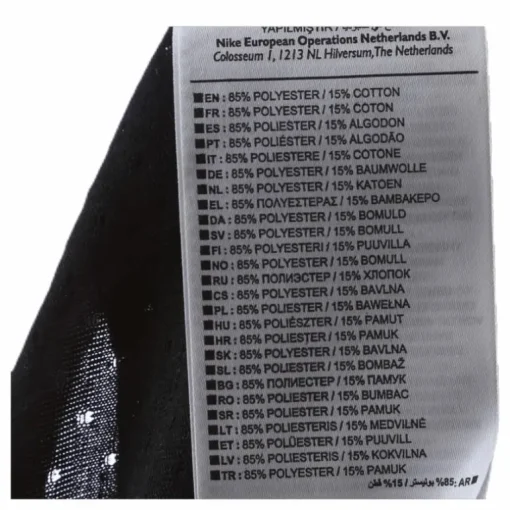 YAPILMIŞTIR /
Nike European Operations Netherlands B.V.
Colosseum 1, 1213 NL Hilversum, The Netherlands
EN : 85% POLYESTER / 15% COTTON
FR : 85% POLYESTER / 15% COTON
ES : 85% POLIÉSTER / 15% ALGODON
PT : 85% POLIÉSTER / 15% ALGODÃO
IT : 85% POLIESTERE / 15% COTONE
DE : 85% POLYESTER / 15% BAUMWOLLE
NL : 85% POLYESTER / 15% KATOEN
EL : 85% ΠΟΛΥΕΣΤΕΡΑΣ / 15% ΒΑΜΒΑΚΕΡΟ
DA : 85% POLYESTER / 15% BOMULD
SV : 85% POLYESTER / 15% BOMULL
FI : 85% POLYESTERI / 15% PUUVILLA
NO : 85% POLYESTER / 15% BOMULL
RU : 85% ПОЛИЭСТЕР / 15% ХЛОПОК
CS : 85% POLYESTER / 15% BAVLNA
PL : 85% POLIESTER / 15% BAWEŁNA
HU : 85% POLIÉSZTER / 15% PAMUT
HR : 85% POLIESTER / 15% PAMUK
SK : 85% POLYESTER / 15% BAVLNA
SL : 85% POLIESTER / 15% BOMBAŽ
BG : 85% ПОЛИЕСТЕР / 15% ПАМУК
RO : 85% POLIESTER / 15% BUMBAC
SR : 85% POLIESTER / 15% PAMUK
LT : 85% POLIESTERIS / 15% MEDVILNĖ
ET : 85% POLÜESTER / 15% PUUVILL
LV : 85% POLIESTERIS / 15% KOKVILNA
TR : 85% POLYESTER / 15% PAMUK
AR ;85% بوليستر / 15% قطن